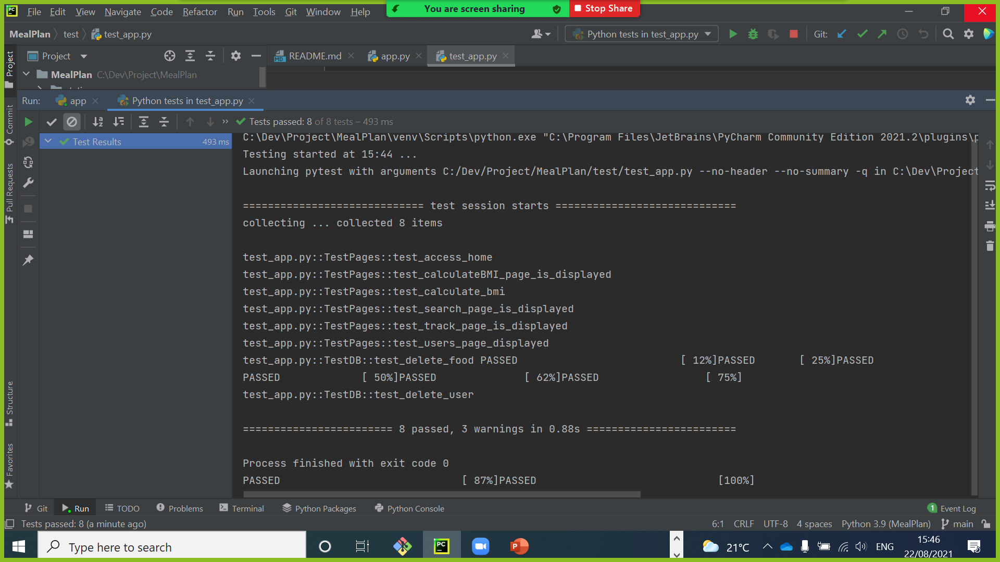 You are screen sharing
Stop Share
File Edit View Navigate Code Refactor Run Tools Git Window Help
MealPlan test test_app.py
Python tests in test_app.py
Git:
Project
README.md app.py test_app.py
MealPlan C:\Dev\Project\MealPlan
Run: app Python tests in test_app.py
Tests passed: 8 of 8 tests – 493 ms
Test Results 493 ms
C:\Dev\Project\MealPlan\venv\Scripts\python.exe "C:\Program Files\JetBrains\PyCharm Community Edition 2021.2\plugins\p
Testing started at 15:44 ...
Launching pytest with arguments C:/Dev/Project/MealPlan/test/test_app.py --no-header --no-summary -q in C:\Dev\Project
============================= test session starts =============================
collecting ... collected 8 items
test_app.py::TestPages::test_access_home
test_app.py::TestPages::test_calculateBMI_page_is_displayed
test_app.py::TestPages::test_calculate_bmi
test_app.py::TestPages::test_search_page_is_displayed
test_app.py::TestPages::test_track_page_is_displayed
test_app.py::TestPages::test_users_page_displayed
test_app.py::TestDB::test_delete_food PASSED [ 12%]PASSED [ 25%]PASSED
PASSED [ 50%]PASSED [ 62%]PASSED [ 75%]
test_app.py::TestDB::test_delete_user
======================== 8 passed, 3 warnings in 0.88s ========================
Process finished with exit code 0
PASSED [ 87%]PASSED [100%]
Project
Commit
Pull Requests
Structure
Favorites
Git Run TODO Problems Terminal Python Packages Python Console 1 Event Log
Tests passed: 8 (a minute ago) 6:1 CRLF UTF-8 4 spaces Python 3.9 (MealPlan) main
Type here to search
PC
P
21°C
ENG
15:46
22/08/2021